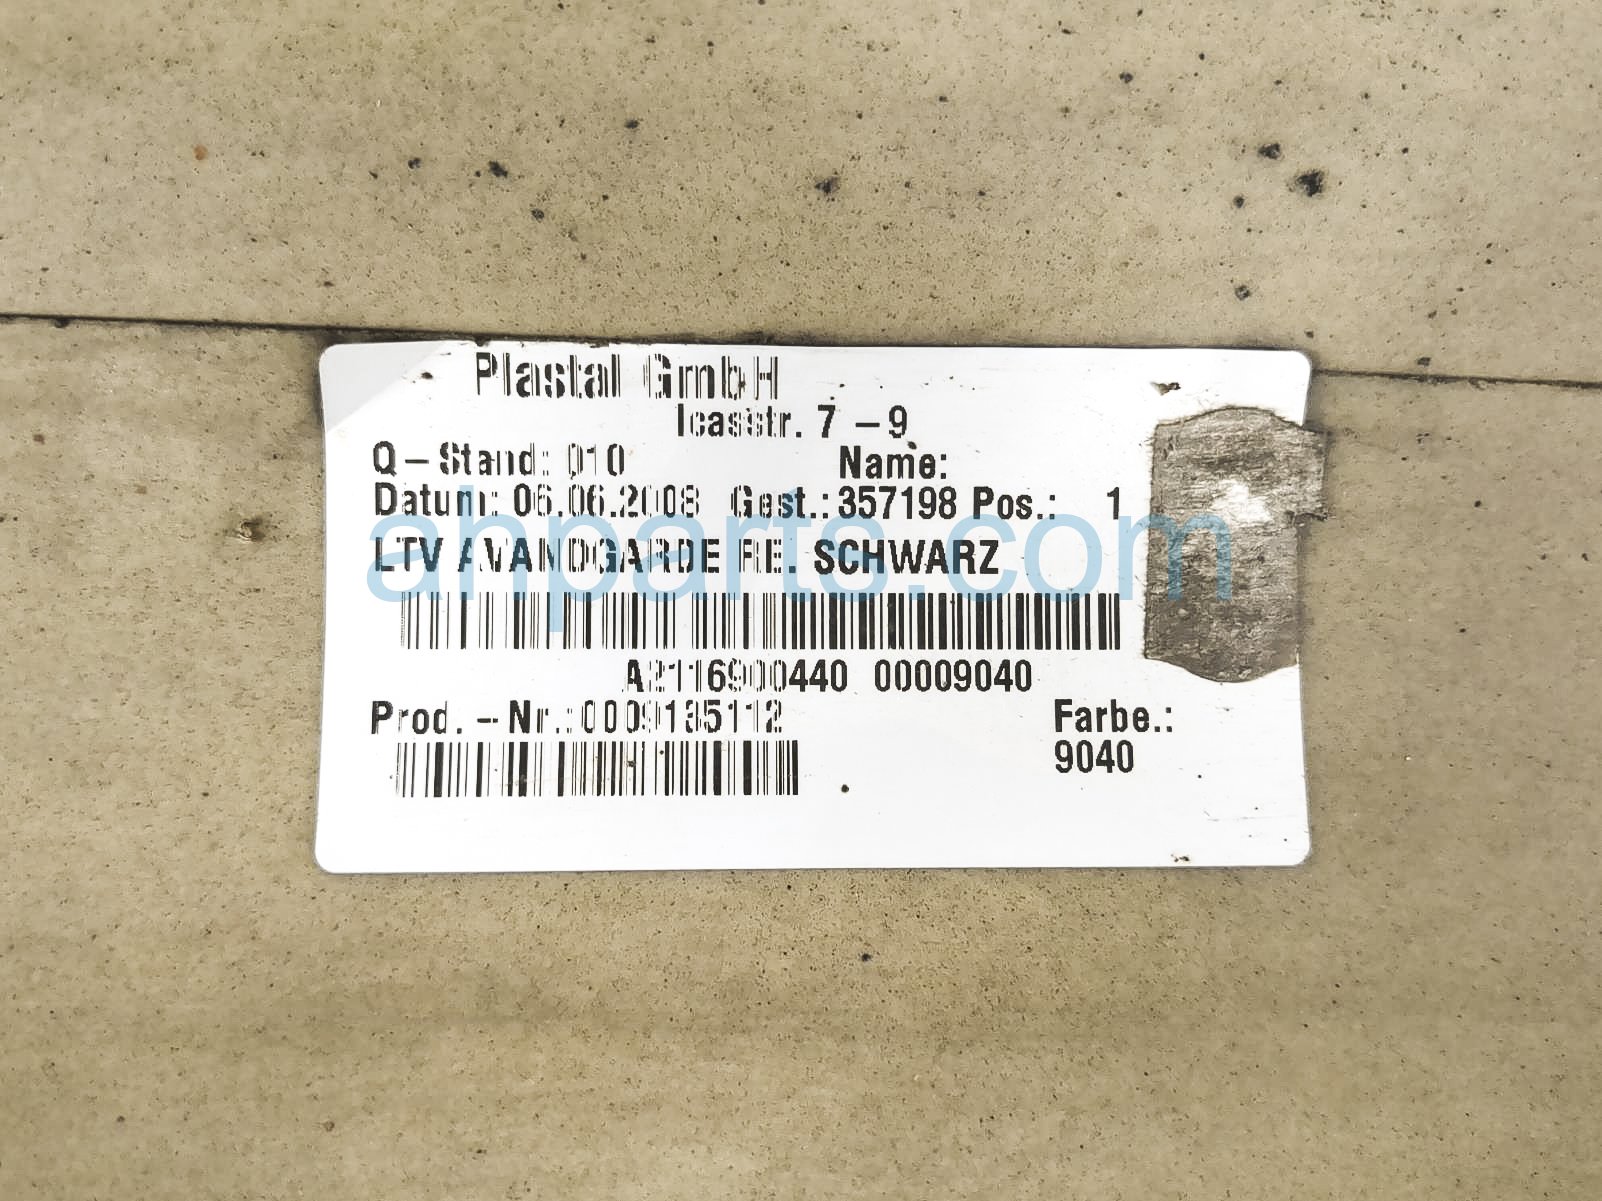 Plastal GmbH
Icasstr. 7 - 9
Q - Stand: 010 Name:
Datum: 06.06.2008 Gest.: 357198 Pos.: 1
LTV AVANDGARDE RE. SCHWARZ
A2116900440 00009040
Prod. - Nr.: 0009135112 Farbe.:
9040
ahparts.com